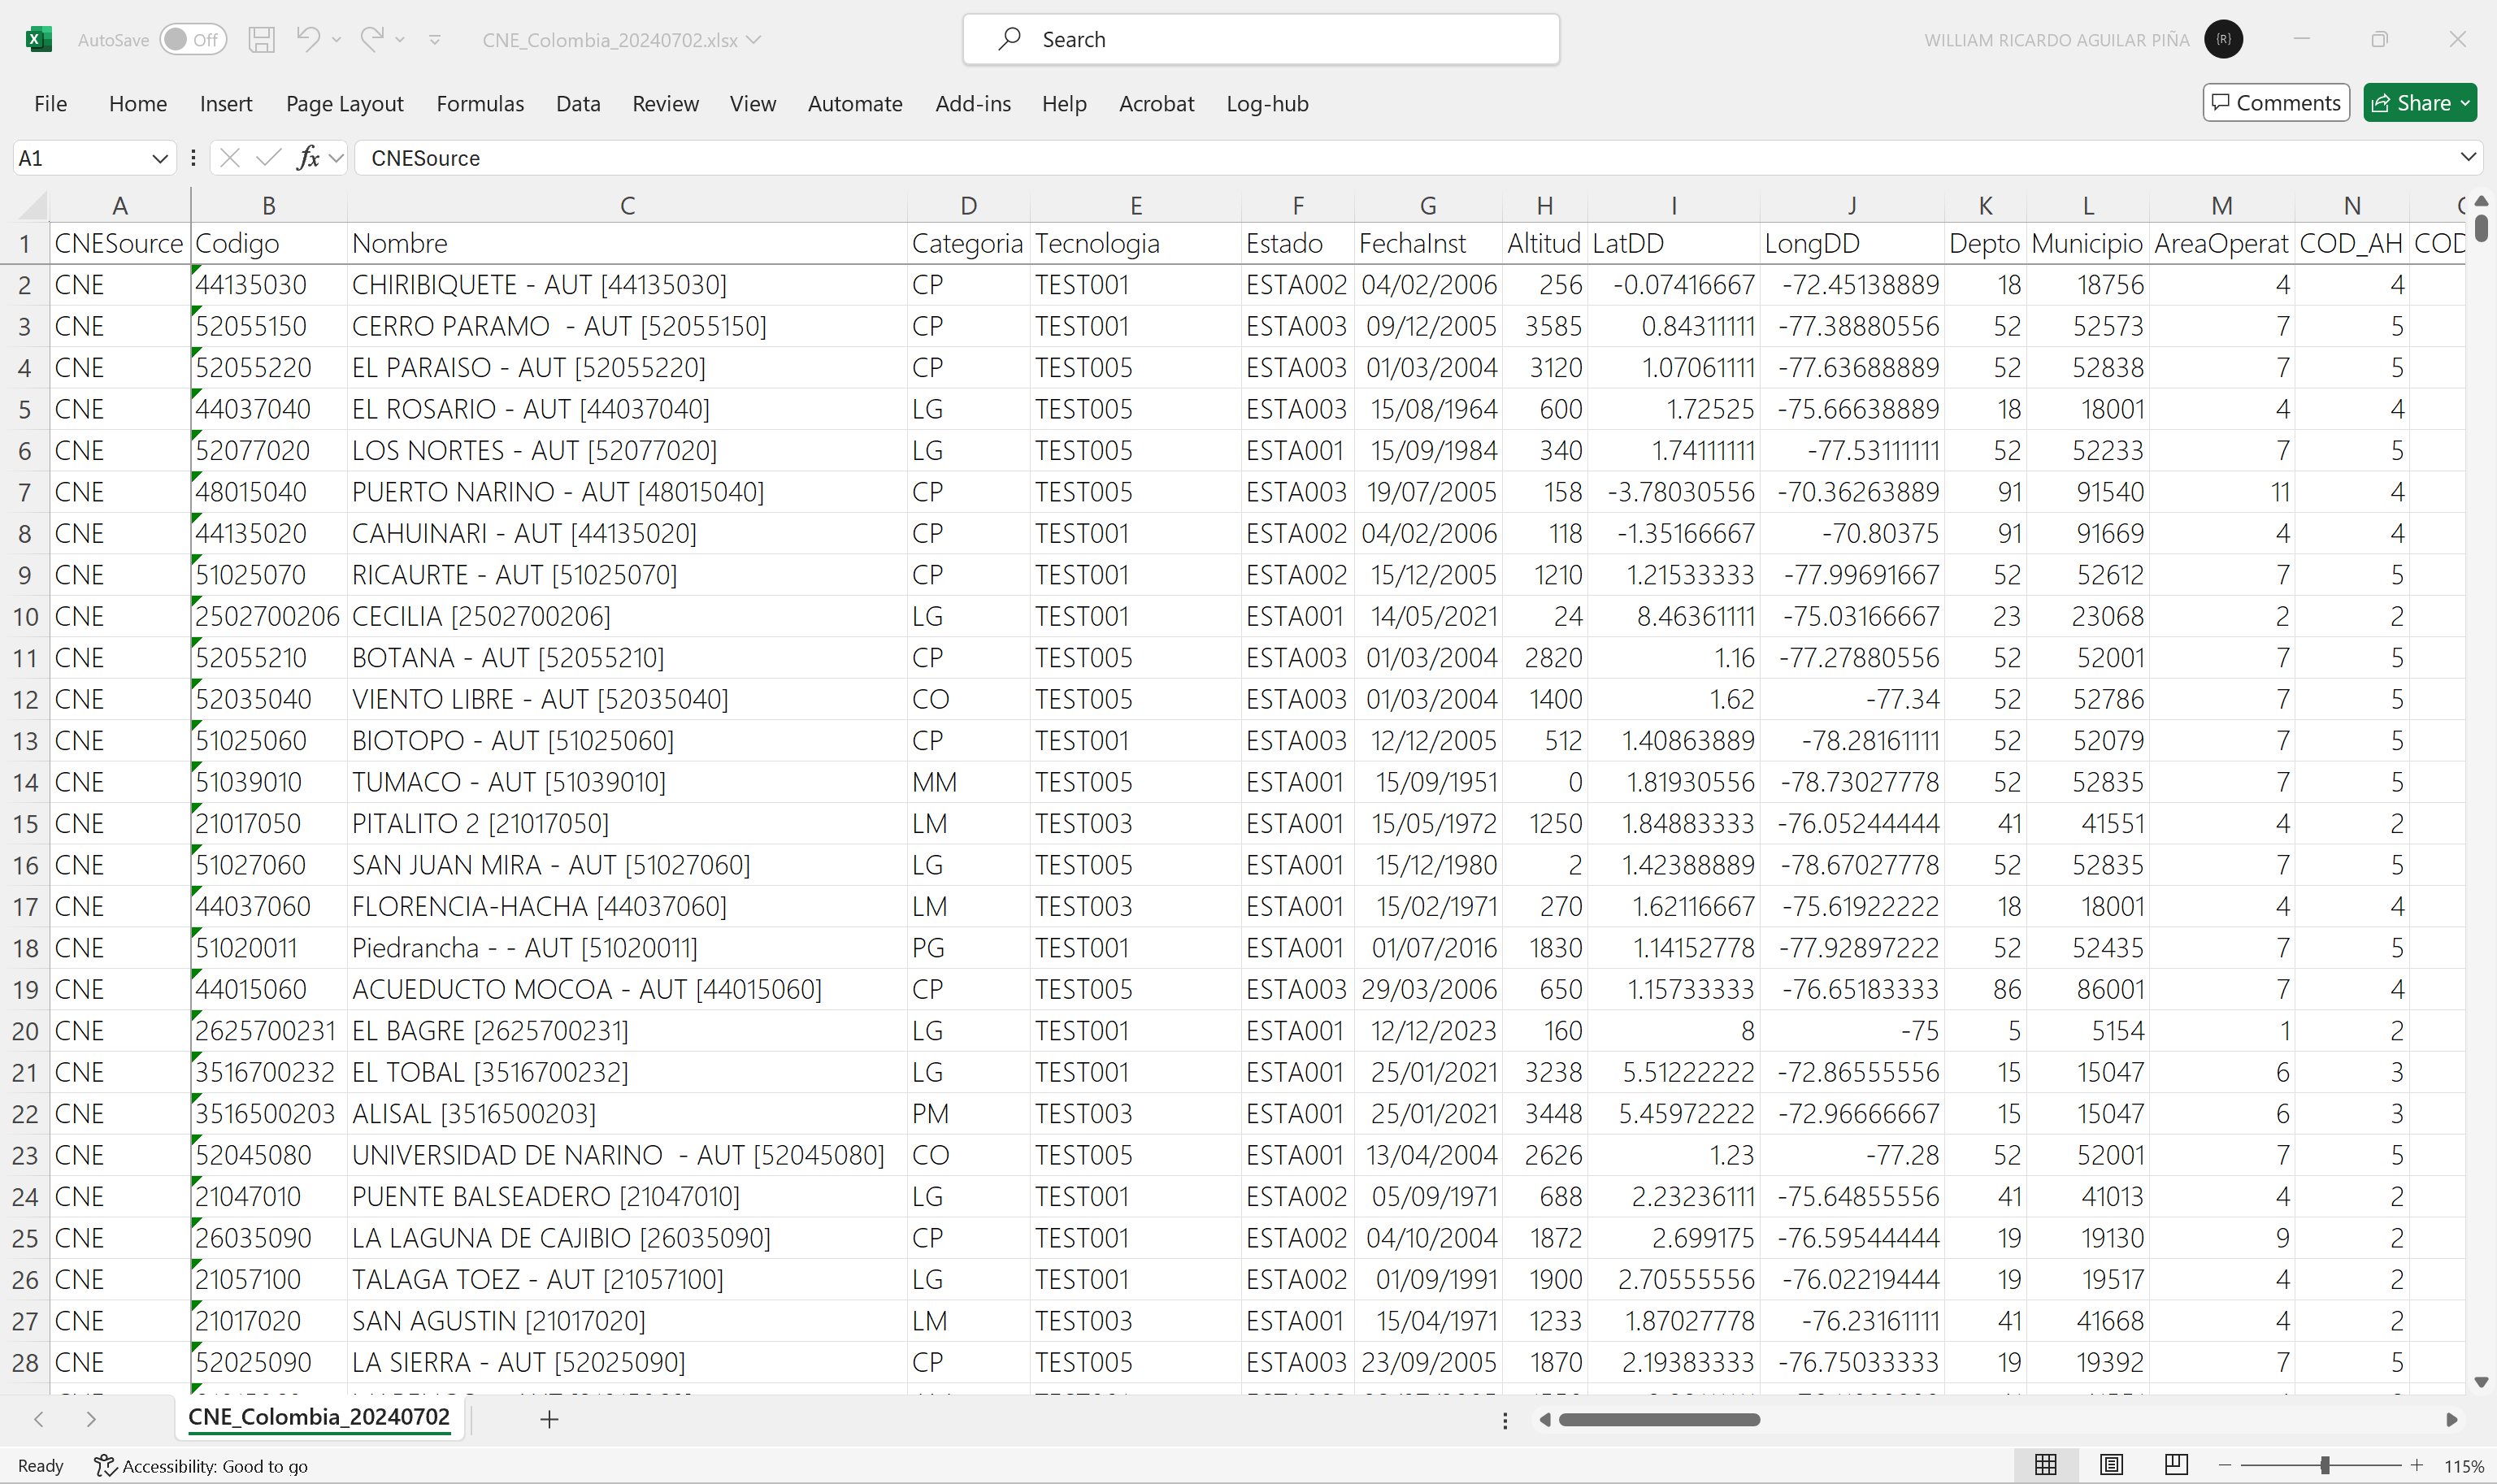 AutoSave Off CNE_Colombia_20240702.xlsx Search WILLIAM RICARDO AGUILAR PIÑA {R}
File Home Insert Page Layout Formulas Data Review View Automate Add-ins Help Acrobat Log-hub Comments Share
A1 fx CNESource
A B C D E F G H I J K L M N
1 CNESource Codigo Nombre Categoria Tecnologia Estado FechaInst Altitud LatDD LongDD Depto Municipio AreaOperat COD_AH COD
2 CNE 44135030 CHIRIBIQUETE - AUT [44135030] CP TEST001 ESTA002 04/02/2006 256 -0.07416667 -72.45138889 18 18756 4 4
3 CNE 52055150 CERRO PARAMO  - AUT [52055150] CP TEST001 ESTA003 09/12/2005 3585 0.84311111 -77.38880556 52 52573 7 5
4 CNE 52055220 EL PARAISO - AUT [52055220] CP TEST005 ESTA003 01/03/2004 3120 1.07061111 -77.63688889 52 52838 7 5
5 CNE 44037040 EL ROSARIO - AUT [44037040] LG TEST005 ESTA003 15/08/1964 600 1.72525 -75.66638889 18 18001 4 4
6 CNE 52077020 LOS NORTES - AUT [52077020] LG TEST005 ESTA001 15/09/1984 340 1.74111111 -77.53111111 52 52233 7 5
7 CNE 48015040 PUERTO NARINO - AUT [48015040] CP TEST005 ESTA003 19/07/2005 158 -3.78030556 -70.36263889 91 91540 11 4
8 CNE 44135020 CAHUINARI - AUT [44135020] CP TEST001 ESTA002 04/02/2006 118 -1.35166667 -70.80375 91 91669 4 4
9 CNE 51025070 RICAURTE - AUT [51025070] CP TEST001 ESTA002 15/12/2005 1210 1.21533333 -77.99691667 52 52612 7 5
10 CNE 2502700206 CECILIA [2502700206] LG TEST001 ESTA001 14/05/2021 24 8.46361111 -75.03166667 23 23068 2 2
11 CNE 52055210 BOTANA - AUT [52055210] CP TEST005 ESTA003 01/03/2004 2820 1.16 -77.27880556 52 52001 7 5
12 CNE 52035040 VIENTO LIBRE - AUT [52035040] CO TEST005 ESTA003 01/03/2004 1400 1.62 -77.34 52 52786 7 5
13 CNE 51025060 BIOTOPO - AUT [51025060] CP TEST001 ESTA003 12/12/2005 512 1.40863889 -78.28161111 52 52079 7 5
14 CNE 51039010 TUMACO - AUT [51039010] MM TEST005 ESTA001 15/09/1951 0 1.81930556 -78.73027778 52 52835 7 5
15 CNE 21017050 PITALITO 2 [21017050] LM TEST003 ESTA001 15/05/1972 1250 1.84883333 -76.05244444 41 41551 4 2
16 CNE 51027060 SAN JUAN MIRA - AUT [51027060] LG TEST005 ESTA001 15/12/1980 2 1.42388889 -78.67027778 52 52835 7 5
17 CNE 44037060 FLORENCIA-HACHA [44037060] LM TEST003 ESTA001 15/02/1971 270 1.62116667 -75.61922222 18 18001 4 4
18 CNE 51020011 Piedrancha - - AUT [51020011] PG TEST001 ESTA001 01/07/2016 1830 1.14152778 -77.92897222 52 52435 7 5
19 CNE 44015060 ACUEDUCTO MOCOA - AUT [44015060] CP TEST005 ESTA003 29/03/2006 650 1.15733333 -76.65183333 86 86001 7 4
20 CNE 2625700231 EL BAGRE [2625700231] LG TEST001 ESTA001 12/12/2023 160 8 -75 5 5154 1 2
21 CNE 3516700232 EL TOBAL [3516700232] LG TEST001 ESTA001 25/01/2021 3238 5.51222222 -72.86555556 15 15047 6 3
22 CNE 3516500203 ALISAL [3516500203] PM TEST003 ESTA001 25/01/2021 3448 5.45972222 -72.96666667 15 15047 6 3
23 CNE 52045080 UNIVERSIDAD DE NARINO  - AUT [52045080] CO TEST005 ESTA001 13/04/2004 2626 1.23 -77.28 52 52001 7 5
24 CNE 21047010 PUENTE BALSEADERO [21047010] LG TEST001 ESTA002 05/09/1971 688 2.23236111 -75.64855556 41 41013 4 2
25 CNE 26035090 LA LAGUNA DE CAJIBIO [26035090] CP TEST001 ESTA002 04/10/2004 1872 2.699175 -76.59544444 19 19130 9 2
26 CNE 21057100 TALAGA TOEZ - AUT [21057100] LG TEST001 ESTA002 01/09/1991 1900 2.70555556 -76.02219444 19 19517 4 2
27 CNE 21017020 SAN AGUSTIN [21017020] LM TEST003 ESTA001 15/04/1971 1233 1.87027778 -76.23161111 41 41668 4 2
28 CNE 52025090 LA SIERRA - AUT [52025090] CP TEST005 ESTA003 23/09/2005 1870 2.19383333 -76.75033333 19 19392 7 5
CNE_Colombia_20240702
Ready Accessibility: Good to go 115%